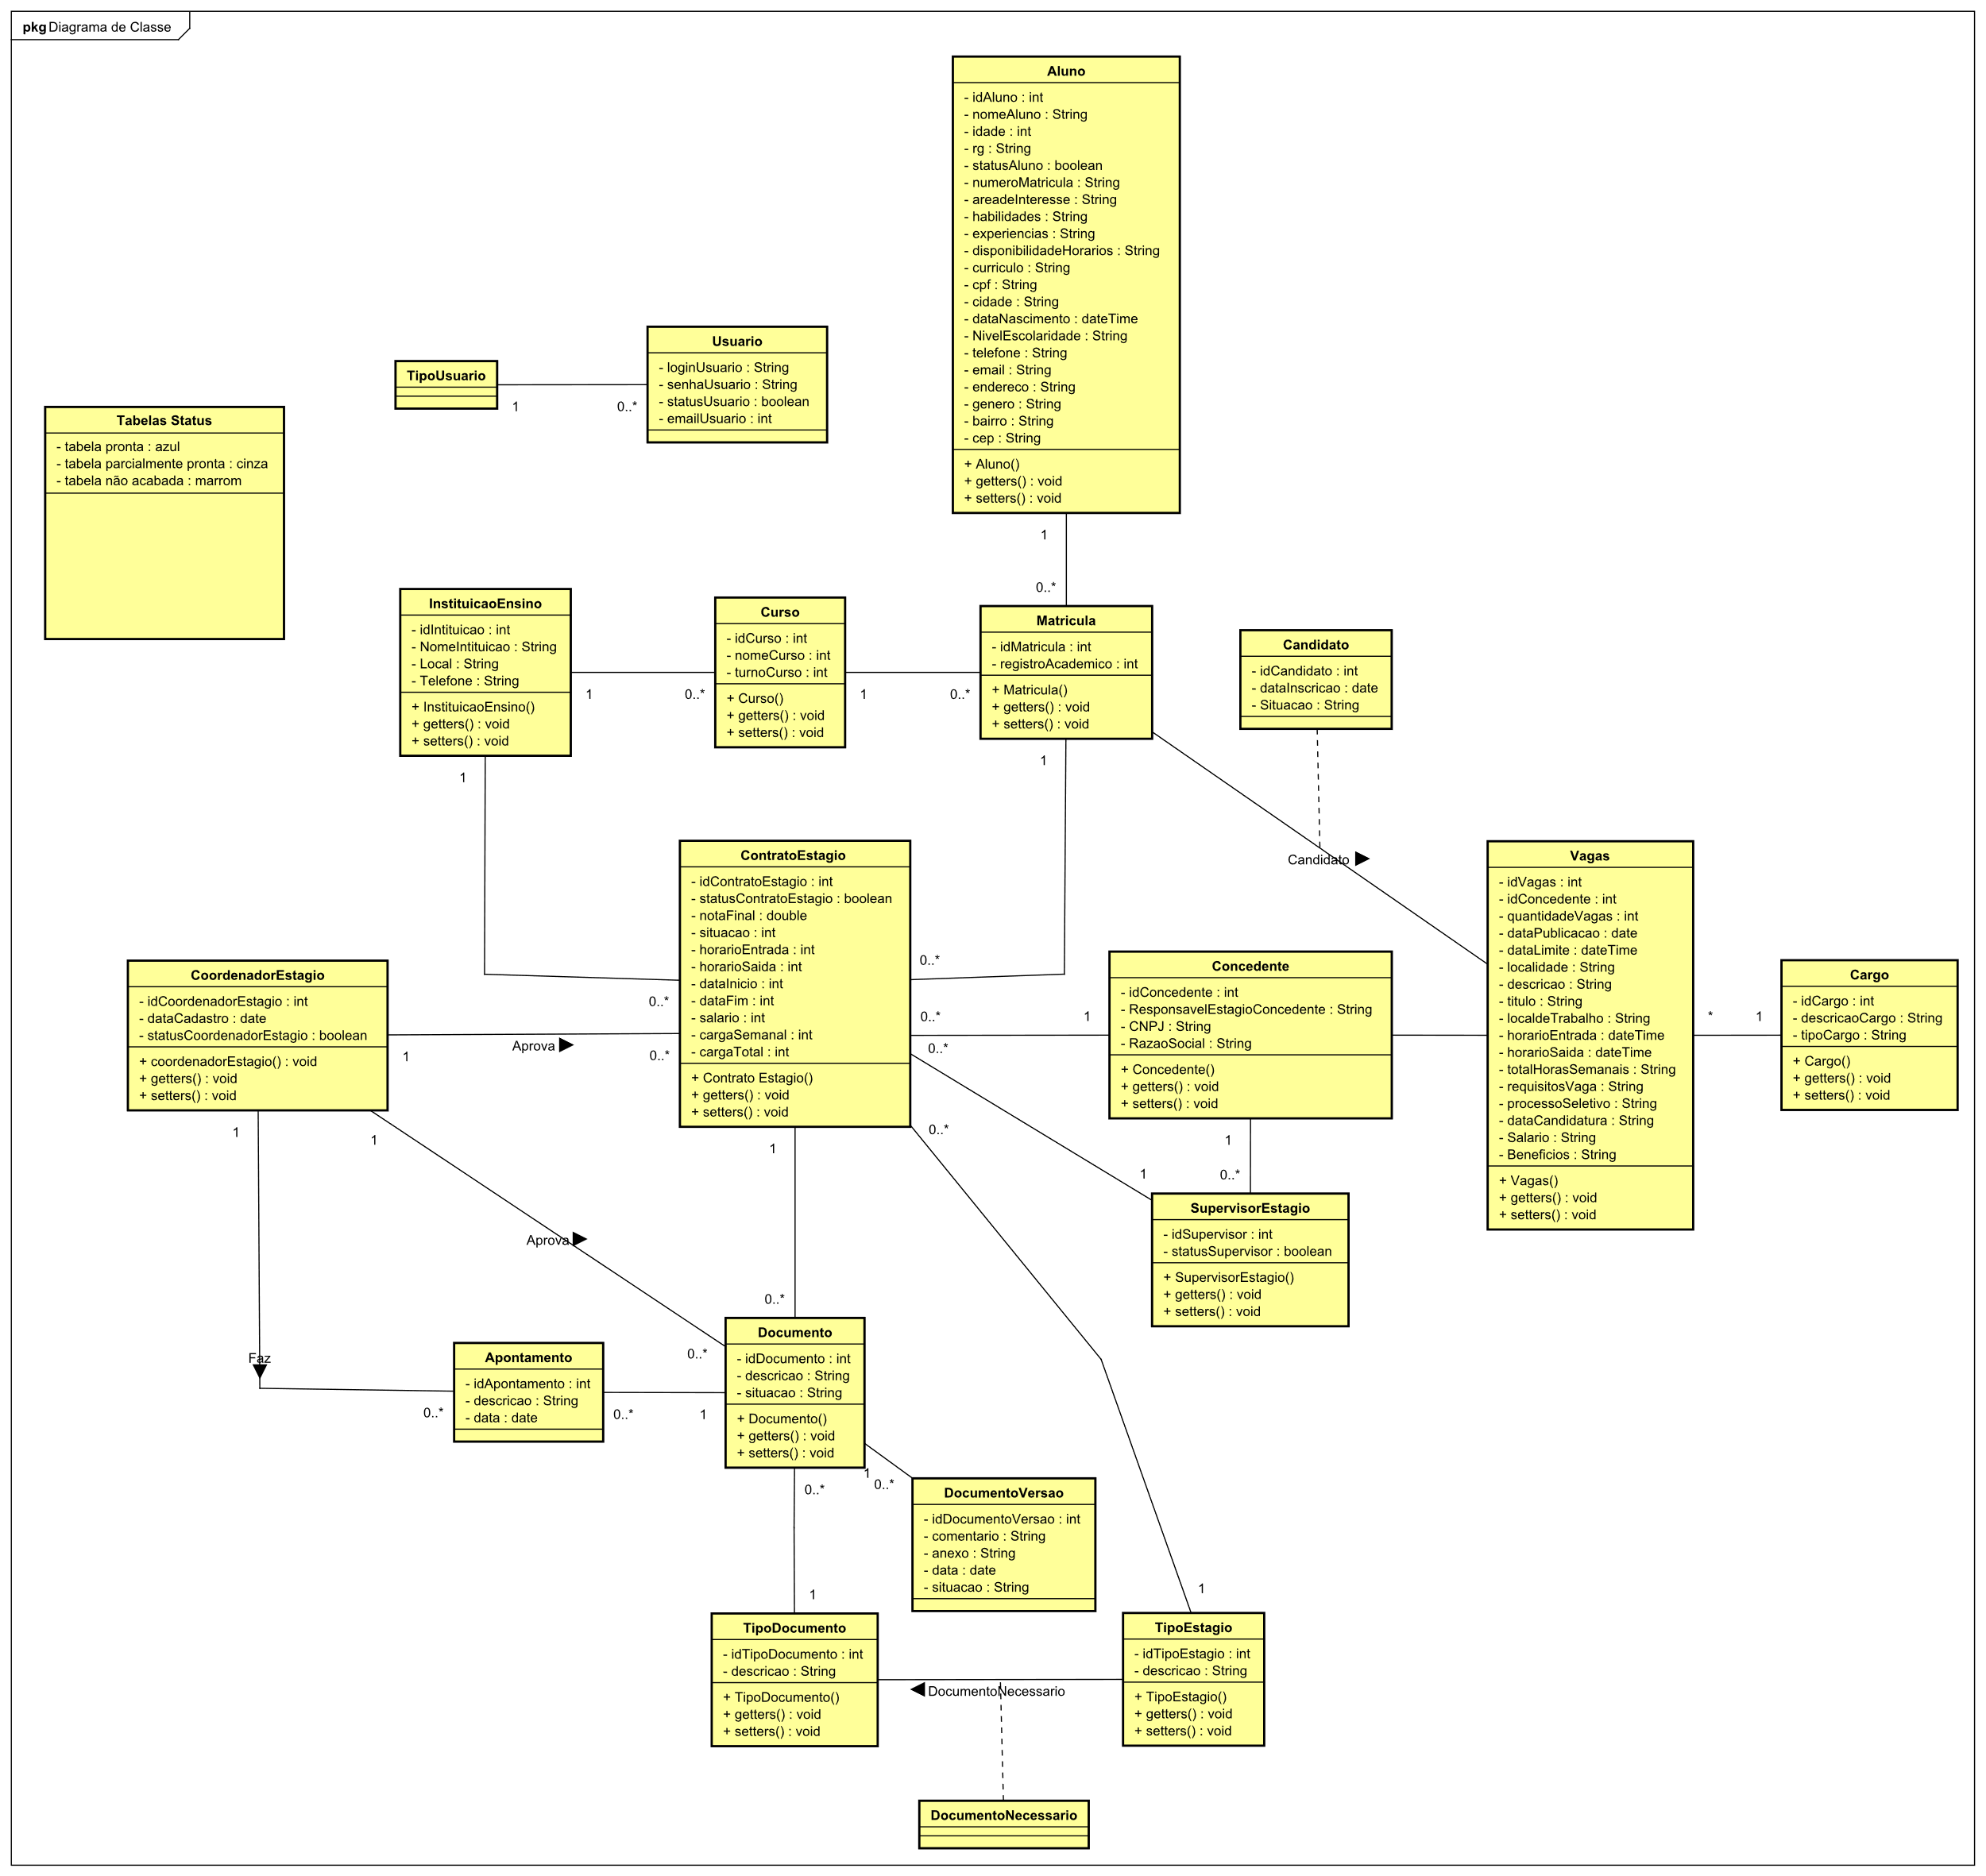 pkg Diagrama de Classe
Aluno
- idAluno : int
- nomeAluno : String
- idade : int
- rg : String
- statusAluno : boolean
- numeroMatricula : String
- areadeInteresse : String
- habilidades : String
- experiencias : String
- disponibilidadeHorarios : String
- curriculo : String
- cpf : String
- cidade : String
- dataNascimento : dateTime
- NivelEscolaridade : String
- telefone : String
- email : String
- endereco : String
- genero : String
- bairro : String
- cep : String
+ Aluno()
+ getters() : void
+ setters() : void
1
0..*
TipoUsuario
1
0..*
Usuario
- loginUsuario : String
- senhaUsuario : String
- statusUsuario : boolean
- emailUsuario : int
Tabelas Status
- tabela pronta : azul
- tabela parcialmente pronta : cinza
- tabela não acabada : marrom
InstituicaoEnsino
- idIntituicao : int
- NomeIntituicao : String
- Local : String
- Telefone : String
+ InstituicaoEnsino()
+ getters() : void
+ setters() : void
1
0..*
1
0..*
Curso
- idCurso : int
- nomeCurso : int
- turnoCurso : int
+ Curso()
+ getters() : void
+ setters() : void
1
0..*
Matricula
- idMatricula : int
- registroAcademico : int
+ Matricula()
+ getters() : void
+ setters() : void
1
0..*
Candidato
- idCandidato : int
- dataInscricao : date
- Situacao : String
Candidato
ContratoEstagio
- idContratoEstagio : int
- statusContratoEstagio : boolean
- notaFinal : double
- situacao : int
- horarioEntrada : int
- horarioSaida : int
- dataInicio : int
- dataFim : int
- salario : int
- cargaSemanal : int
- cargaTotal : int
+ Contrato Estagio()
+ getters() : void
+ setters() : void
Vagas
- idVagas : int
- idConcedente : int
- quantidadeVagas : int
- dataPublicacao : date
- dataLimite : dateTime
- localidade : String
- descricao : String
- titulo : String
- localdeTrabalho : String
- horarioEntrada : dateTime
- horarioSaida : dateTime
- totalHorasSemanais : String
- requisitosVaga : String
- processoSeletivo : String
- dataCandidatura : String
- Salario : String
- Beneficios : String
+ Vagas()
+ getters() : void
+ setters() : void
*
1
Cargo
- idCargo : int
- descricaoCargo : String
- tipoCargo : String
+ Cargo()
+ getters() : void
+ setters() : void
CoordenadorEstagio
- idCoordenadorEstagio : int
- dataCadastro : date
- statusCoordenadorEstagio : boolean
+ coordenadorEstagio() : void
+ getters() : void
+ setters() : void
1
Aprova
0..*
0..*
1
Concedente
- idConcedente : int
- ResponsavelEstagioConcedente : String
- CNPJ : String
- RazaoSocial : String
+ Concedente()
+ getters() : void
+ setters() : void
1
0..*
0..*
1
SupervisorEstagio
- idSupervisor : int
- statusSupervisor : boolean
+ SupervisorEstagio()
+ getters() : void
+ setters() : void
0..*
1
1
1
Aprova
0..*
Faz
0..*
1
0..*
Apontamento
- idApontamento : int
- descricao : String
- data : date
0..*
1
Documento
- idDocumento : int
- descricao : String
- situacao : String
+ Documento()
+ getters() : void
+ setters() : void
1
0..*
DocumentoVersao
- idDocumentoVersao : int
- comentario : String
- anexo : String
- data : date
- situacao : String
0..*
1
TipoDocumento
- idTipoDocumento : int
- descricao : String
+ TipoDocumento()
+ getters() : void
+ setters() : void
DocumentoNecessario
TipoEstagio
- idTipoEstagio : int
- descricao : String
+ TipoEstagio()
+ getters() : void
+ setters() : void
DocumentoNecessario